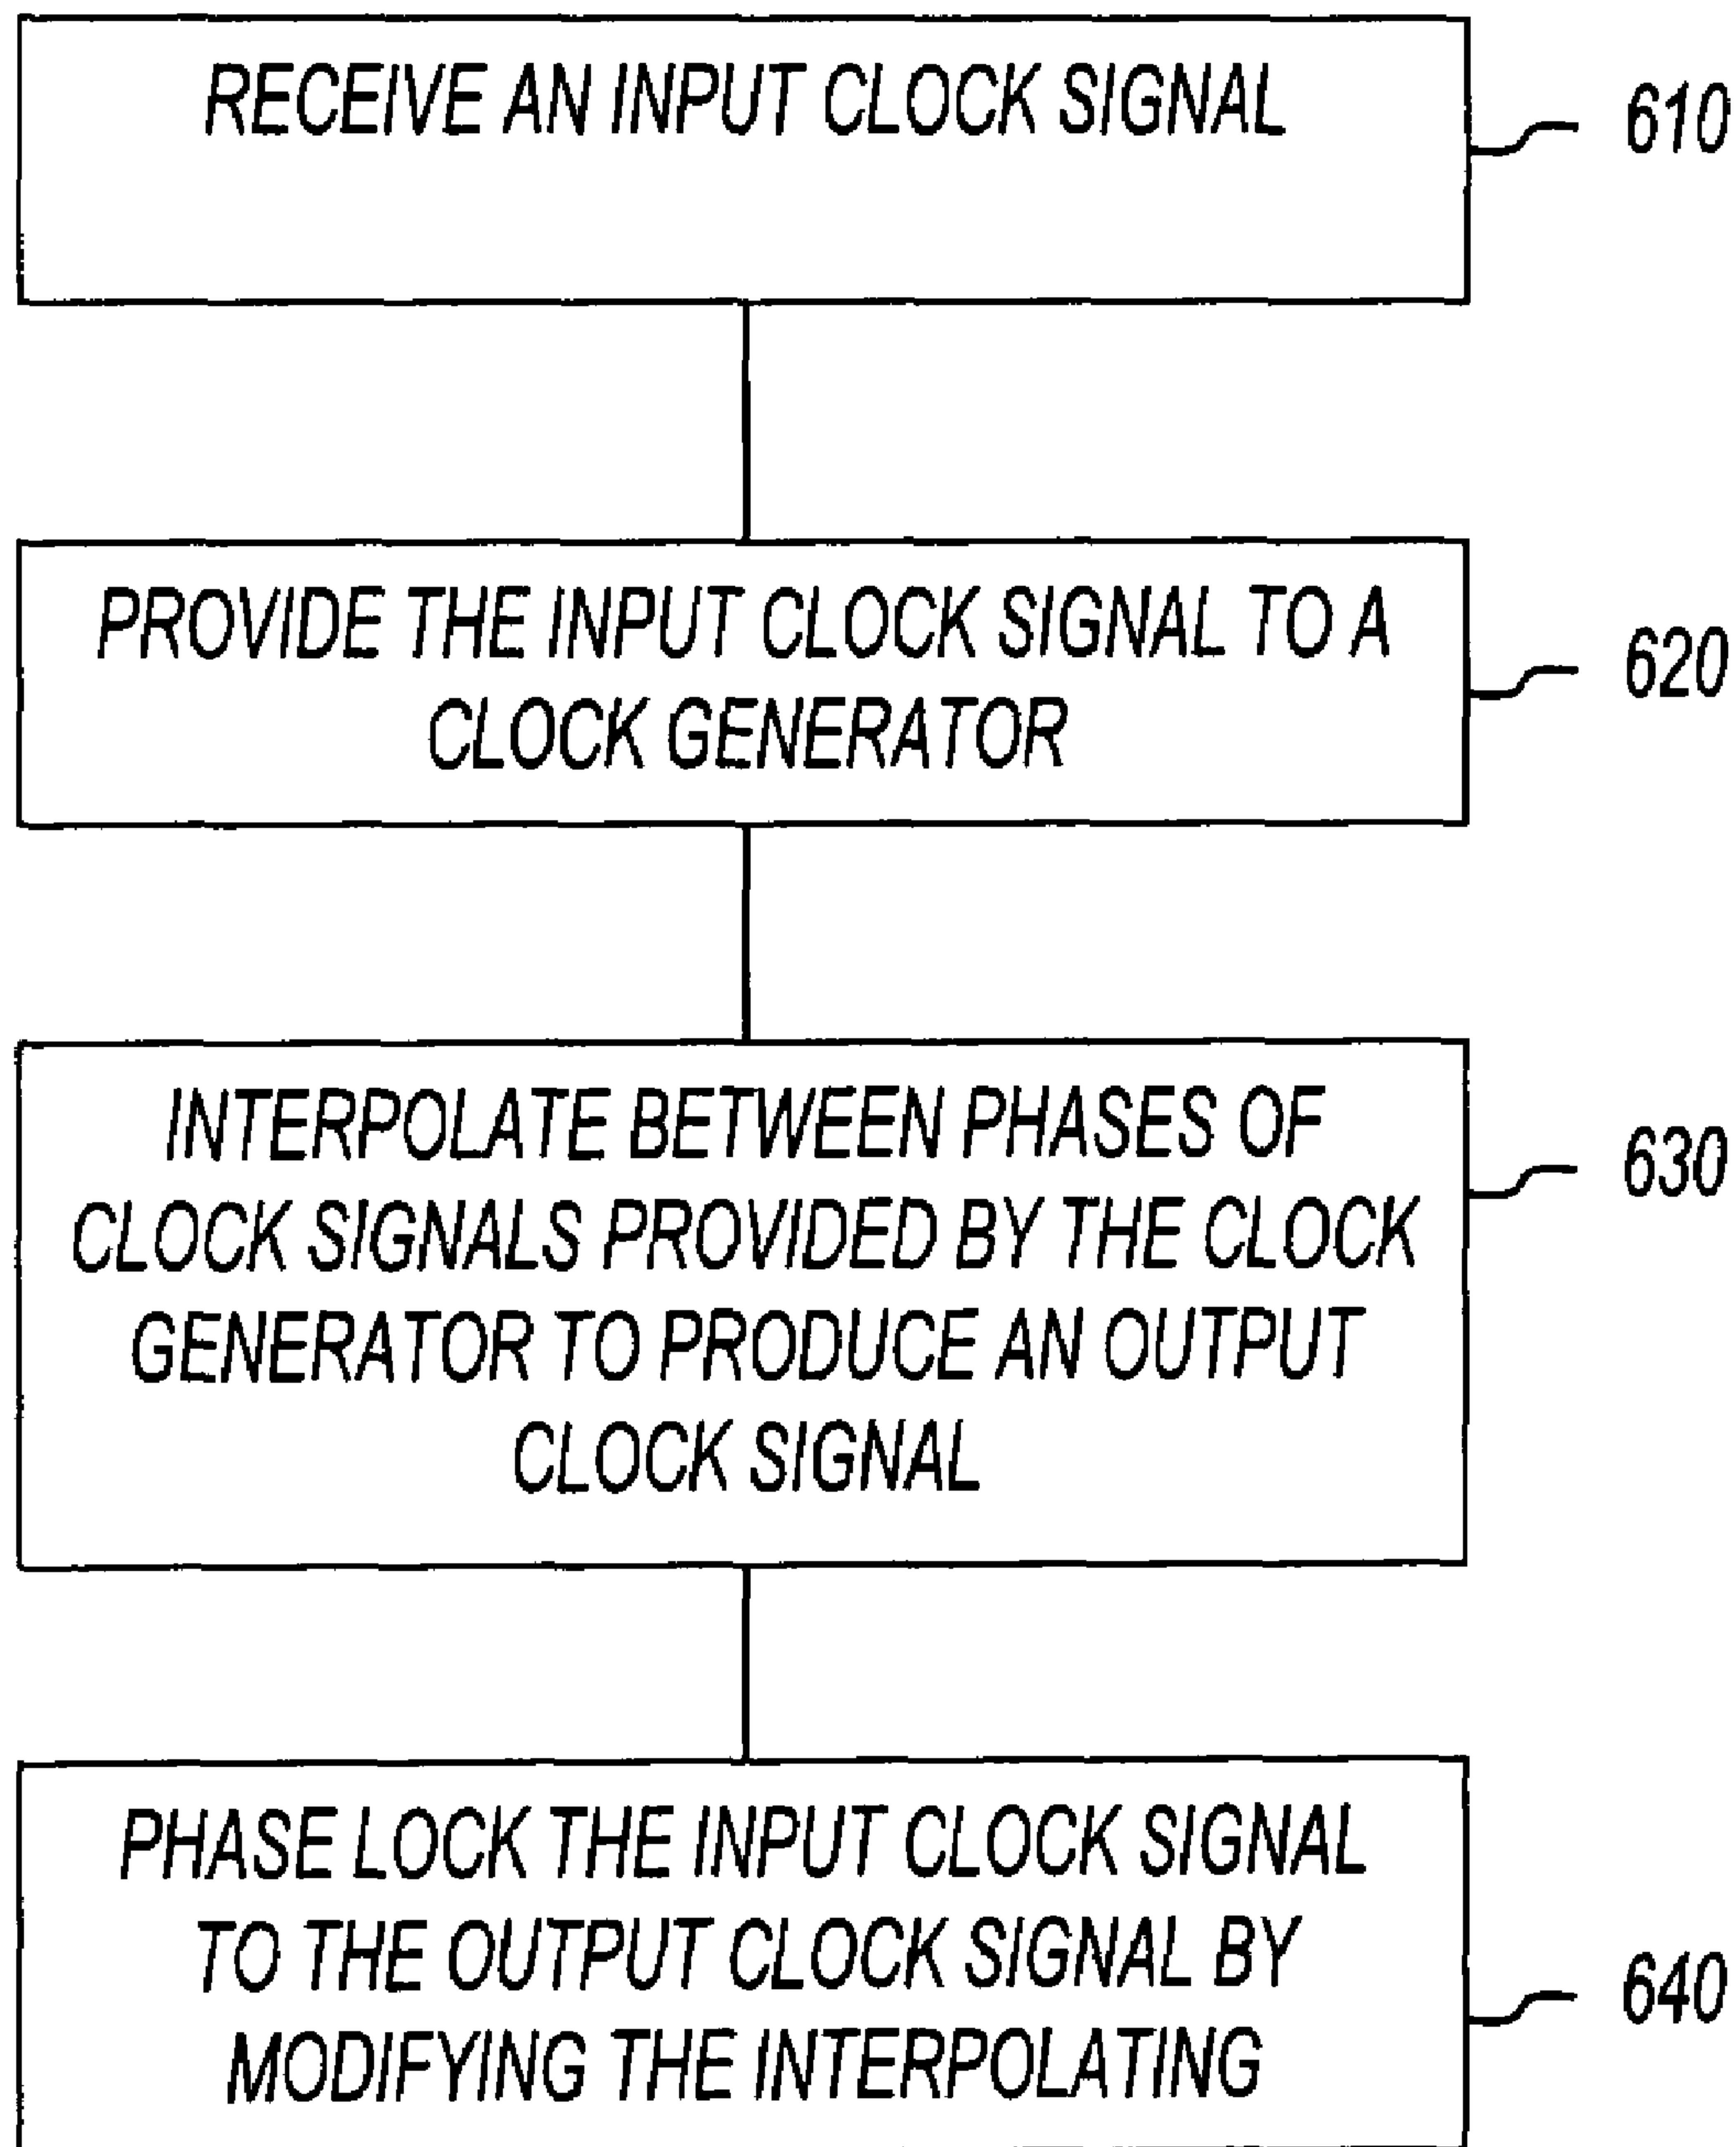 RECEIVE AN INPUT CLOCK SIGNAL
610
PROVIDE THE INPUT CLOCK SIGNAL TO A
CLOCK GENERATOR
620
INTERPOLATE BETWEEN PHASES OF
CLOCK SIGNALS PROVIDED BY THE CLOCK
GENERATOR TO PRODUCE AN OUTPUT
CLOCK SIGNAL
630
PHASE LOCK THE INPUT CLOCK SIGNAL
TO THE OUTPUT CLOCK SIGNAL BY
MODIFYING THE INTERPOLATING
640